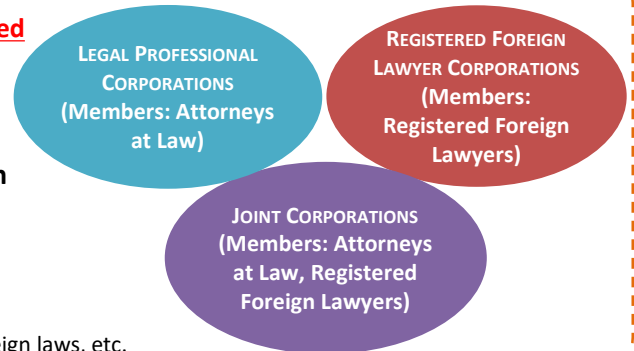 ed
LEGAL PROFESSIONAL
CORPORATIONS
(Members: Attorneys
at Law)
REGISTERED FOREIGN
LAWYER CORPORATIONS
(Members:
Registered Foreign
Lawyers)
n
JOINT CORPORATIONS
(Members: Attorneys
at Law, Registered
Foreign Lawyers)
eign laws, etc.